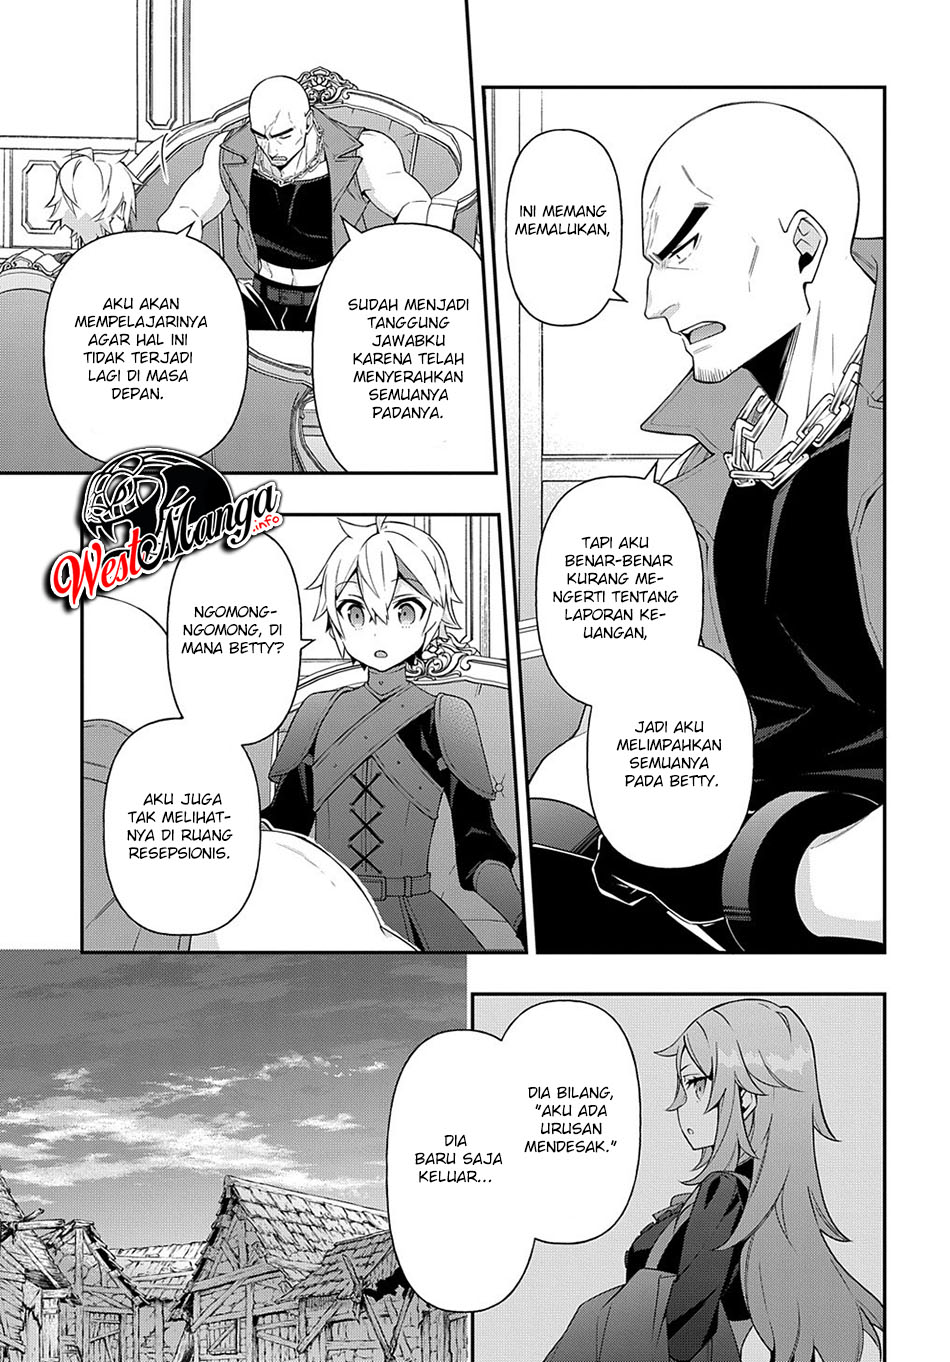 INI MEMANG
MEMALUKAN,
TAPI AKU
BENAR-BENAR
KURANG ME-
NGERTI TENTANG
LAPORAN KE-
UANGAN,
JADI AKU
MELIMPAHKAN
SEMUANYA
PADA BETTY.
SUDAH MENJADI
TANGGUNG
JAWABKU
KARENA TELAH
MENYERAHKAN
SEMUANYA
PADANYA.
AKU AKAN
MEMPELAJARINYA
AGAR HAL INI
TIDAK TERJADI
LAGI DI MASA
DEPAN.
WestManga
.info
NGOMONG-
NGOMONG, DI
MANA BETTY?
AKU JUGA
TAK MELIHAT-
NYA DI RUANG
RESEPSIONIS.
DIA BILANG,
"AKU ADA
URUSAN
MENDESAK."
DIA
BARU SAJA
KELUAR...